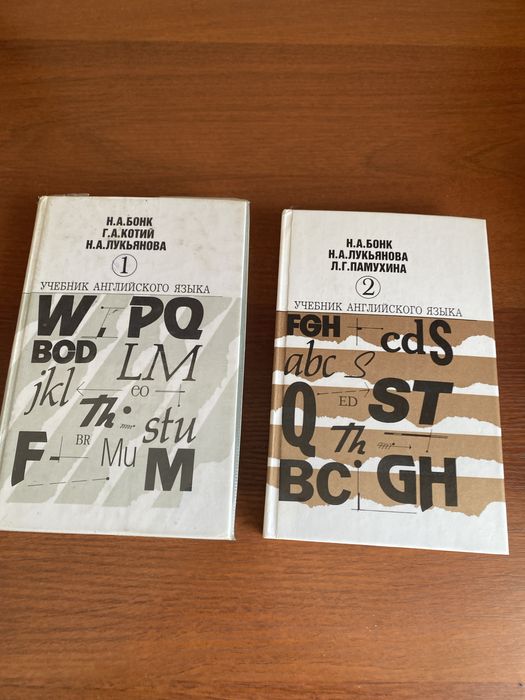 Н.А.БОНК
Г.А.КОТИЙ
Н.А.ЛУКЬЯНОВА
1
УЧЕБНИК АНГЛИЙСКОГО ЯЗЫКА
W PQ
BCD
LM
jkl
eo
Th
stu
BR
F
Mu
M
Н.А.БОНК
Н.А.ЛУКЬЯНОВА
Л.Г.ПАМУХИНА
2
УЧЕБНИК АНГЛИЙСКОГО ЯЗЫКА
FGH
cdS
abc S
ED
ST
Q
Th
BC
GH